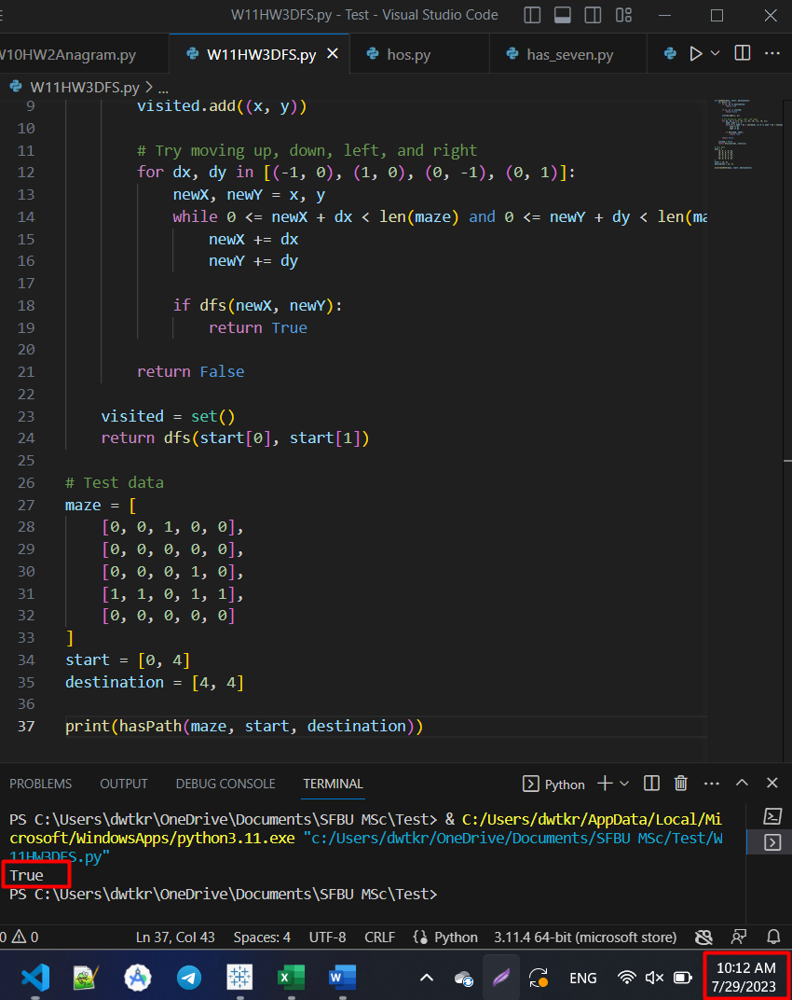 W11HW3DFS.py - Test - Visual Studio Code
W10HW2Anagram.py W11HW3DFS.py hos.py has_seven.py
W11HW3DFS.py > ...
9 visited.add((x, y))
10
11 # Try moving up, down, left, and right
12 for dx, dy in [(-1, 0), (1, 0), (0, -1), (0, 1)]:
13 newX, newY = x, y
14 while 0 <= newX + dx < len(maze) and 0 <= newY + dy < len(ma
15 newX += dx
16 newY += dy
17
18 if dfs(newX, newY):
19 return True
20
21 return False
22
23 visited = set()
24 return dfs(start[0], start[1])
25
26 # Test data
27 maze = [
28 [0, 0, 1, 0, 0],
29 [0, 0, 0, 0, 0],
30 [0, 0, 0, 1, 0],
31 [1, 1, 0, 1, 1],
32 [0, 0, 0, 0, 0]
33 ]
34 start = [0, 4]
35 destination = [4, 4]
36
37 print(hasPath(maze, start, destination))
PROBLEMS OUTPUT DEBUG CONSOLE TERMINAL Python
PS C:\Users\dwtkr\OneDrive\Documents\SFBU MSc\Test> & C:/Users/dwtkr/AppData/Local/Mi
crosoft/WindowsApps/python3.11.exe "c:/Users/dwtkr/OneDrive/Documents/SFBU MSc/Test/W
11HW3DFS.py"
True
PS C:\Users\dwtkr\OneDrive\Documents\SFBU MSc\Test>
0 0 Ln 37, Col 43 Spaces: 4 UTF-8 CRLF Python 3.11.4 64-bit (microsoft store)
ENG 10:12 AM
7/29/2023